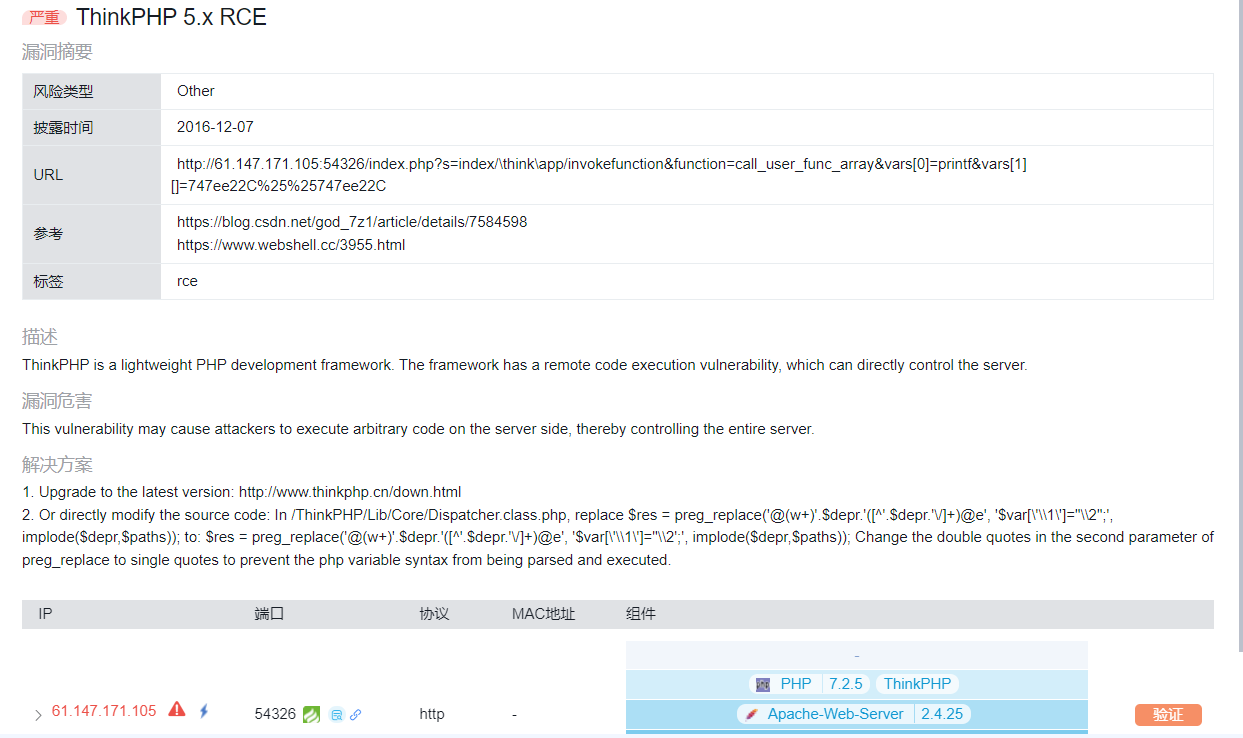 严重 ThinkPHP 5.x RCE
漏洞摘要
风险类型 Other
披露时间 2016-12-07
URL http://61.147.171.105:54326/index.php?s=index/\think\app/invokefunction&function=call_user_func_array&vars[0]=printf&vars[1]
[]=747ee22C%25%25747ee22C
参考 https://blog.csdn.net/god_7z1/article/details/7584598
https://www.webshell.cc/3955.html
标签 rce
描述
ThinkPHP is a lightweight PHP development framework. The framework has a remote code execution vulnerability, which can directly control the server.
漏洞危害
This vulnerability may cause attackers to execute arbitrary code on the server side, thereby controlling the entire server.
解决方案
1. Upgrade to the latest version: http://www.thinkphp.cn/down.html
2. Or directly modify the source code: In /ThinkPHP/Lib/Core/Dispatcher.class.php, replace $res = preg_replace('@(w+)'.$depr.'([^'.$depr.'\/]+)@e', '$var[\'\\1\']="\\2";',
implode($depr,$paths)); to: $res = preg_replace('@(w+)'.$depr.'([^'.$depr.'\/]+)@e', '$var[\'\\1\']="\\2';', implode($depr,$paths)); Change the double quotes in the second parameter of
preg_replace to single quotes to prevent the php variable syntax from being parsed and executed.
IP 端口 协议 MAC地址 组件
-
PHP 7.2.5 ThinkPHP
61.147.171.105 54326 http - Apache-Web-Server 2.4.25 验证